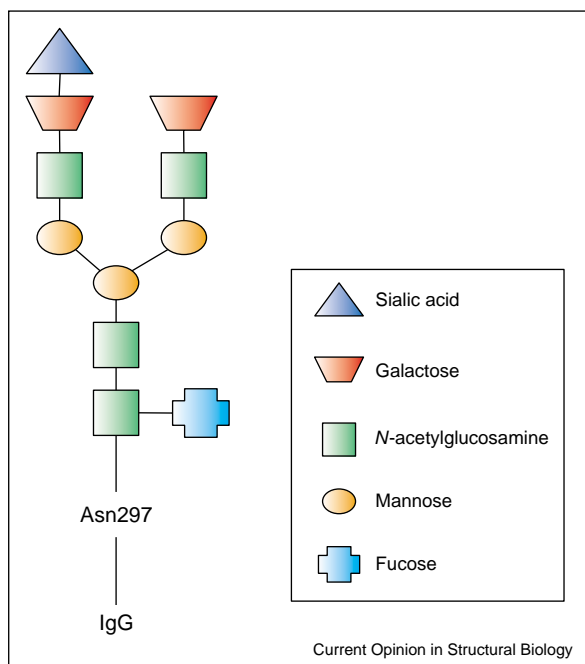 Sialic acid
Galactose
N-acetylglucosamine
Mannose
Fucose
Asn297
IgG
Current Opinion in Structural Biology